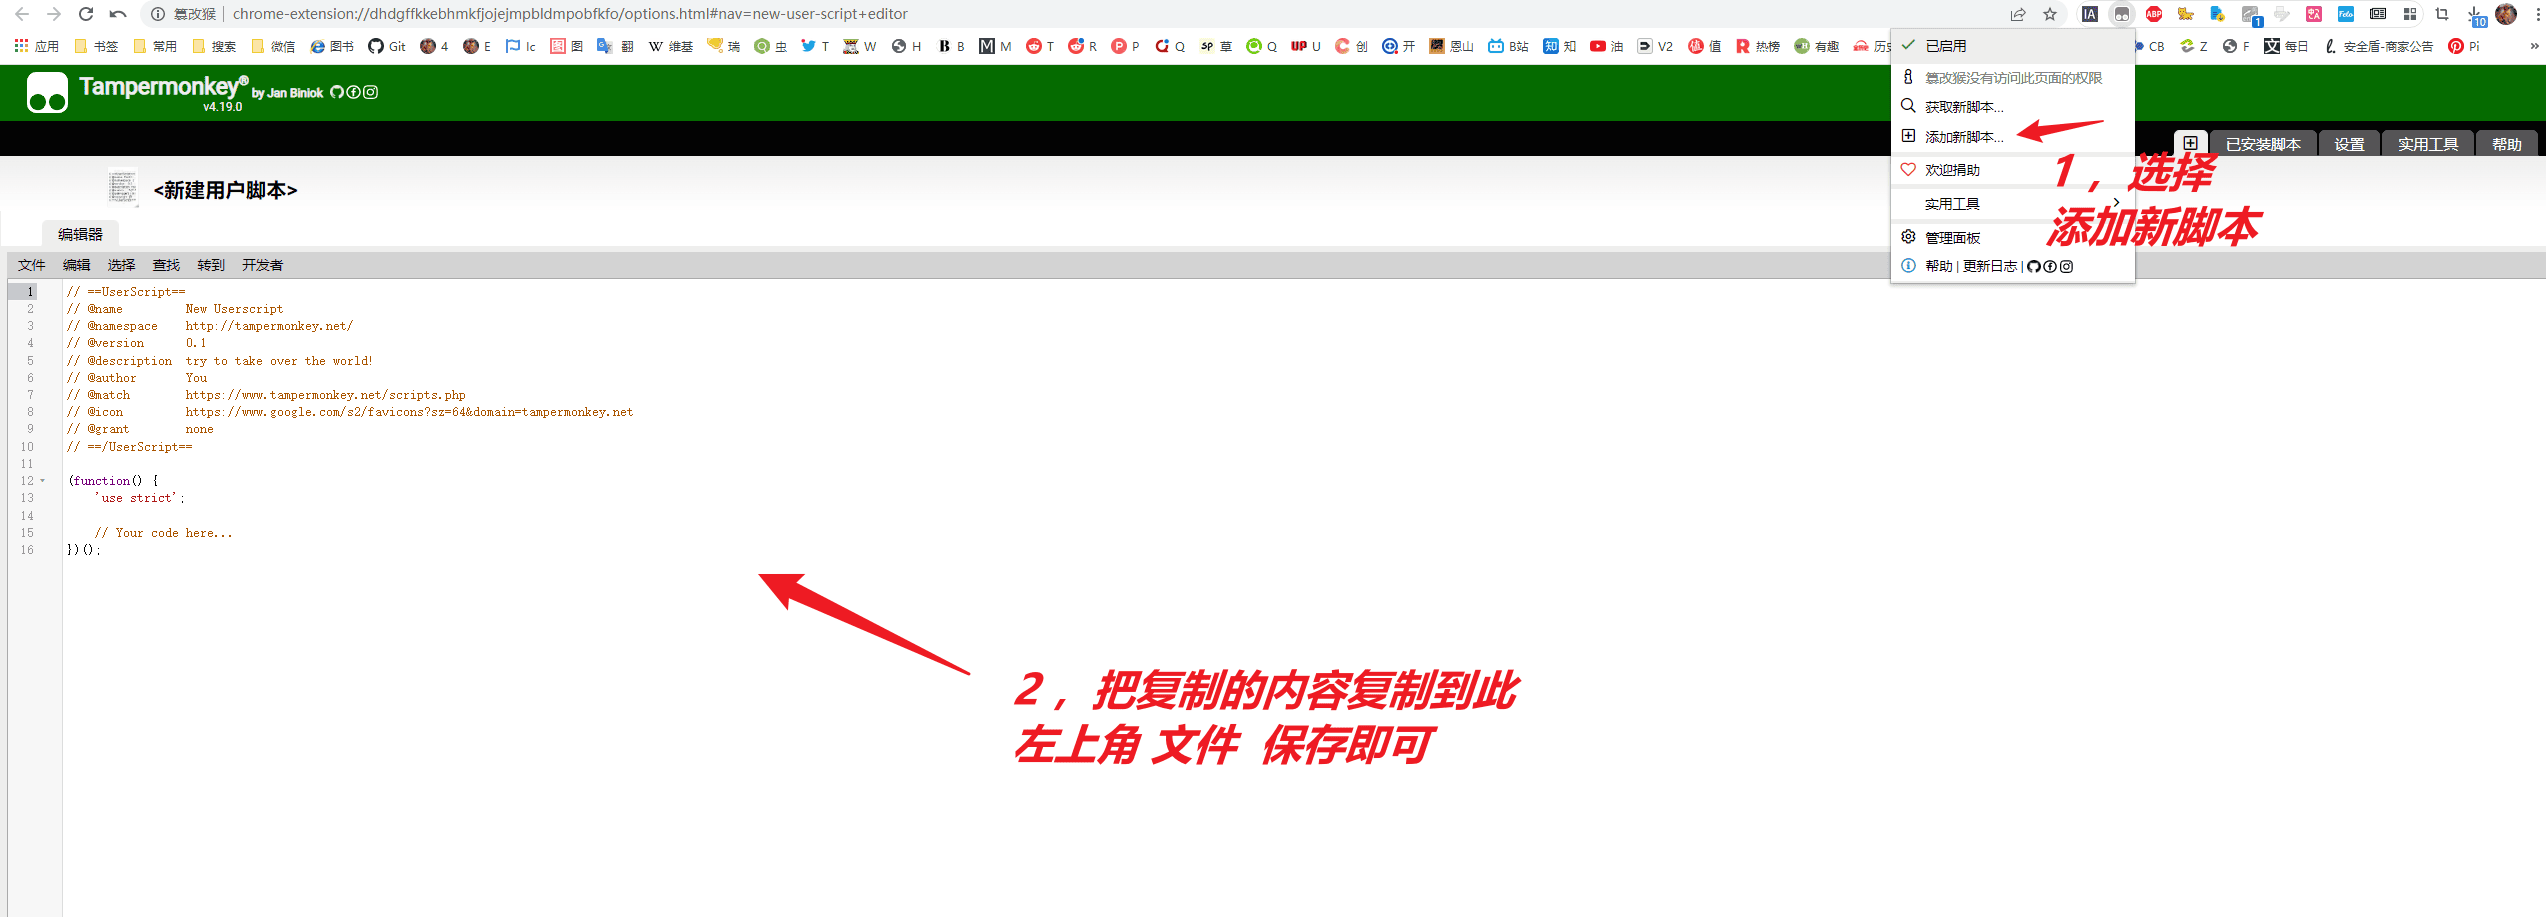 篡改猴 | chrome-extension://dhdgffkkebhmkfjojejmpbldmpobfkfo/options.html#nav=new-user-script+editor
IA ABP 1 Felo 10
应用 书签 常用 搜索 微信 图书 Git 4 E Ic 图 翻 W 维基 瑞 虫 T W H B B M M T R P Q SP 草 Q UP U 创 开 恩山 B站 知 知 油 V2 值 值 R 热榜 有趣 历史 CB Z F 文 每日 安全盾-商家公告 Pi »
Tampermonkey® by Jan Biniok
v4.19.0
已安装脚本 设置 实用工具 帮助
已启用
篡改猴没有访问此页面的权限
获取新脚本...
添加新脚本...
欢迎捐助
实用工具
管理面板
帮助 | 更新日志 |
1， 选择
添加新脚本
<新建用户脚本>
编辑器
文件 编辑 选择 查找 转到 开发者
1 // ==UserScript==
2 // @name New Userscript
3 // @namespace http://tampermonkey.net/
4 // @version 0.1
5 // @description try to take over the world!
6 // @author You
7 // @match https://www.tampermonkey.net/scripts.php
8 // @icon https://www.google.com/s2/favicons?sz=64&domain=tampermonkey.net
9 // @grant none
10 // ==/UserScript==
11
12 (function() {
13 'use strict';
14
15 // Your code here...
16 })();
2， 把复制的内容复制到此
左上角 文件 保存即可